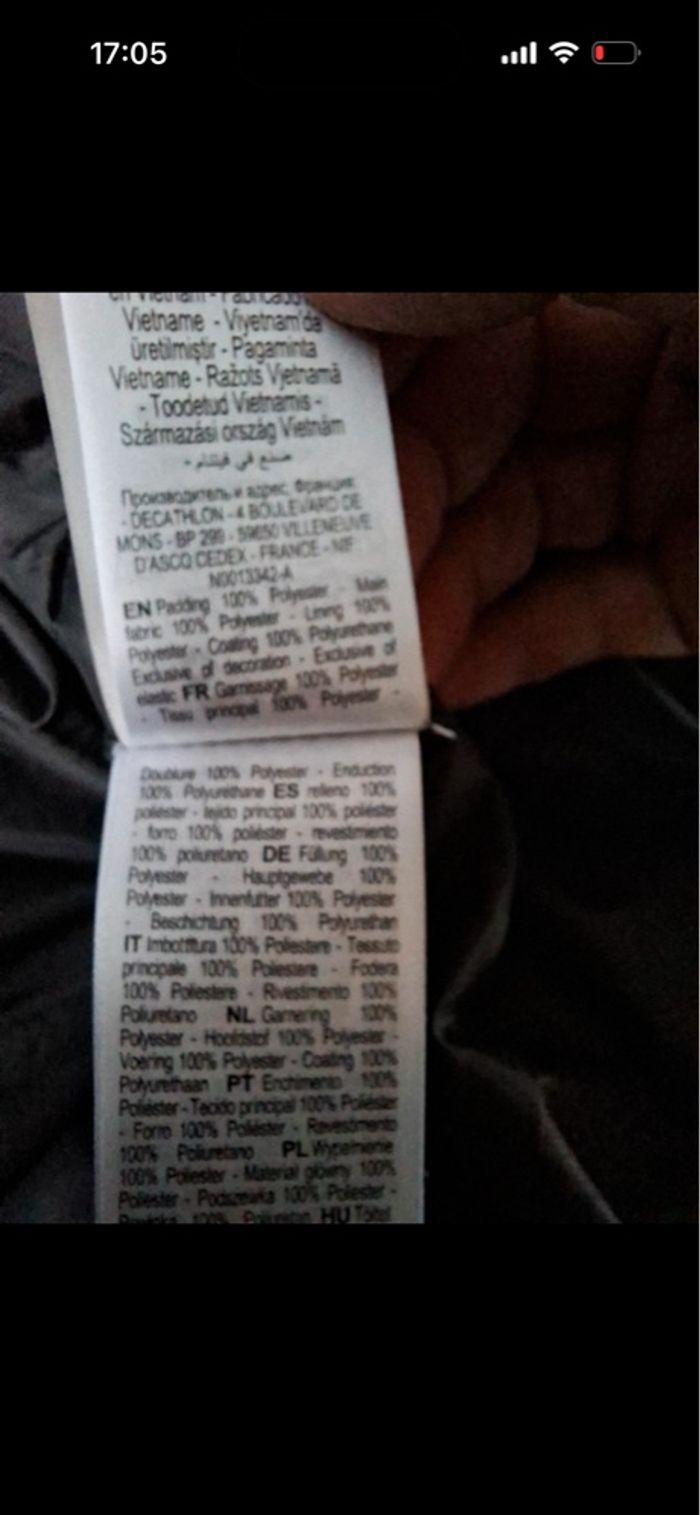 17:05
Vietname - Viyetnam'da
üretilmiştir - Pagaminta
Vietname - Ražots Vjetnamā
- Toodetud Vietnamis -
Származási ország Vietnám
صنع في فيتنام -
Производитель и адрес, Франция:
- DECATHLON - 4 BOULEVARD DE
MONS - BP 299 - 59650 VILLENEUVE
D'ASCQ CEDEX - FRANCE - NIF
N0013342-A
EN Padding 100% Polyester - Main
fabric 100% Polyester - Lining 100%
Polyester - Coating 100% Polyurethane
Exclusive of decoration - Exclusive of
elastic FR Garnissage 100% Polyester
- Tissu principal 100% Polyester -
Doublure 100% Polyester - Enduction
100% Polyuréthane ES relleno 100%
poliéster - tejido principal 100% poliéster
- forro 100% poliéster - revestimiento
100% poliuretano DE Füllung 100%
Polyester - Hauptgewebe 100%
Polyester - Innenfutter 100% Polyester
- Beschichtung 100% Polyurethan
IT Imbottitura 100% Poliestere - Tessuto
principale 100% Poliestere - Fodera
100% Poliestere - Rivestimento 100%
Poliuretano NL Garnering 100%
Polyester - Hoofdstof 100% Polyester -
Voering 100% Polyester - Coating 100%
Polyurethaan PT Enchimento 100%
Poliéster - Tecido principal 100% Poliéster
- Forro 100% Poliéster - Revestimento
100% Poliuretano PL Wypełnienie
100% Poliester - Materiał główny 100%
Poliester - Podszewka 100% Poliester -
100% Poliuretan HU